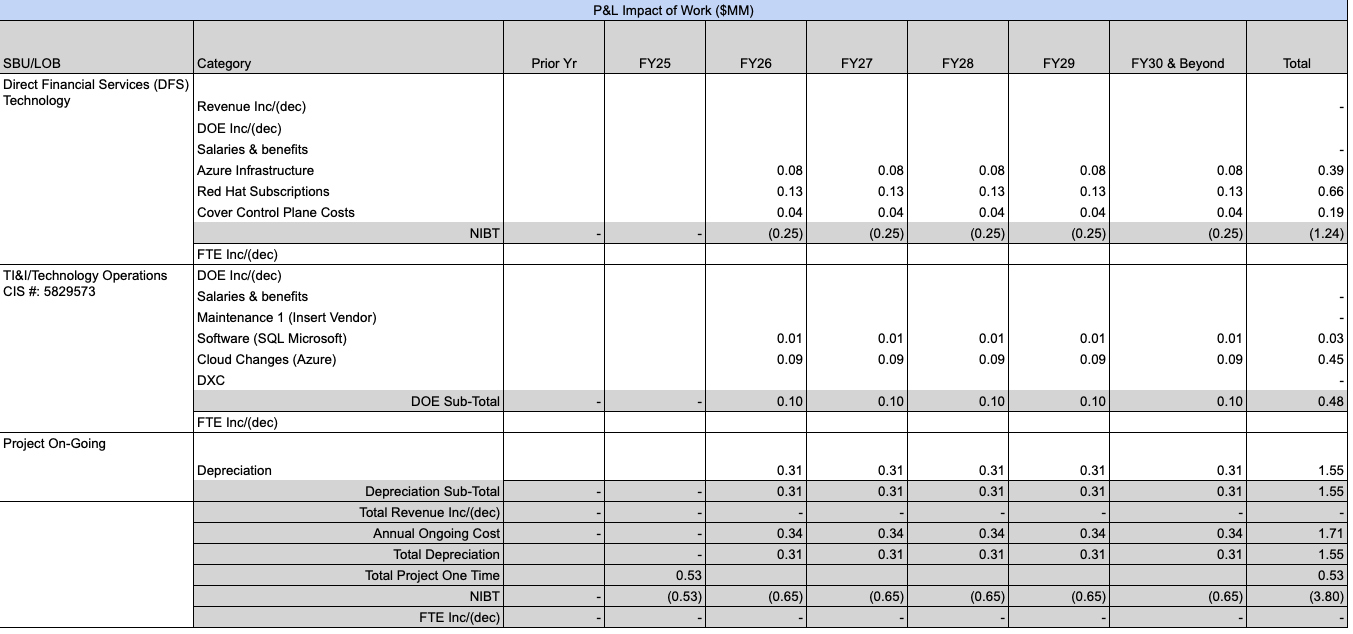 P&L Impact of Work ($MM)
SBU/LOB Category Prior Yr FY25 FY26 FY27 FY28 FY29 FY30 & Beyond Total
Direct Financial Services (DFS)
Technology
Revenue Inc/(dec) -
DOE Inc/(dec)
Salaries & benefits -
Azure Infrastructure 0.08 0.08 0.08 0.08 0.08 0.39
Red Hat Subscriptions 0.13 0.13 0.13 0.13 0.13 0.66
Cover Control Plane Costs 0.04 0.04 0.04 0.04 0.04 0.19
NIBT - - (0.25) (0.25) (0.25) (0.25) (0.25) (1.24)
FTE Inc/(dec)
TI&I/Technology Operations DOE Inc/(dec)
CIS #: 5829573
Salaries & benefits -
Maintenance 1 (Insert Vendor) -
Software (SQL Microsoft) 0.01 0.01 0.01 0.01 0.01 0.03
Cloud Changes (Azure) 0.09 0.09 0.09 0.09 0.09 0.45
DXC -
DOE Sub-Total - - 0.10 0.10 0.10 0.10 0.10 0.48
FTE Inc/(dec)
Project On-Going
Depreciation 0.31 0.31 0.31 0.31 0.31 1.55
Depreciation Sub-Total - - 0.31 0.31 0.31 0.31 0.31 1.55
Total Revenue Inc/(dec) - - - - - - - -
Annual Ongoing Cost - - 0.34 0.34 0.34 0.34 0.34 1.71
Total Depreciation - 0.31 0.31 0.31 0.31 0.31 1.55
Total Project One Time 0.53 0.53
NIBT - (0.53) (0.65) (0.65) (0.65) (0.65) (0.65) (3.80)
FTE Inc/(dec) - - - - - - - -